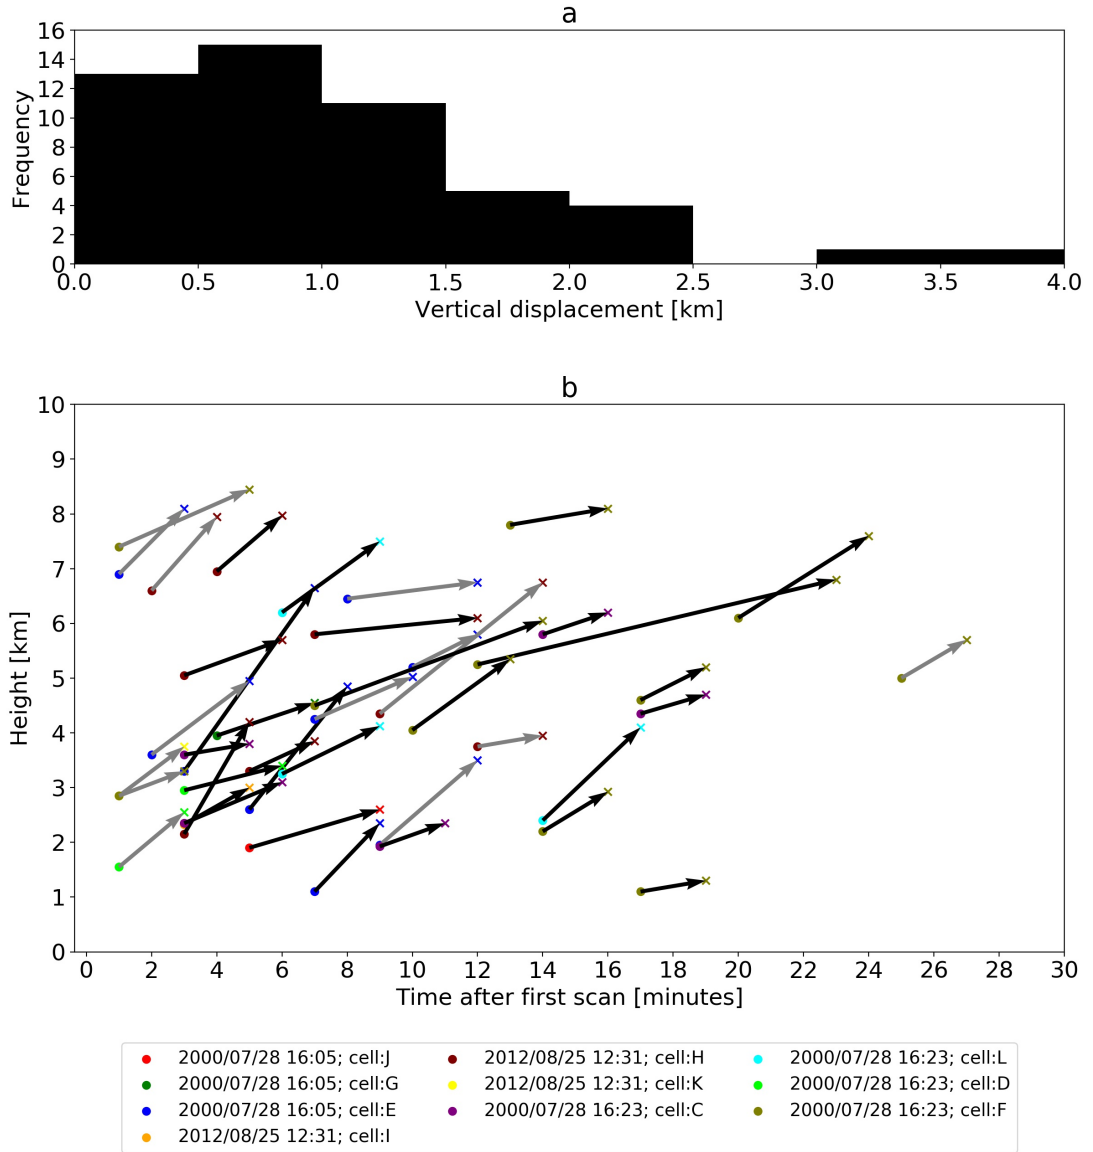 a
16
14
12
10
8
6
4
2
0
Frequency
0.0 0.5 1.0 1.5 2.0 2.5 3.0 3.5 4.0
Vertical displacement [km]
b
10
9
8
7
6
5
4
3
2
1
0
Height [km]
0 2 4 6 8 10 12 14 16 18 20 22 24 26 28 30
Time after first scan [minutes]
2000/07/28 16:05; cell:J
2000/07/28 16:05; cell:G
2000/07/28 16:05; cell:E
2012/08/25 12:31; cell:I
2012/08/25 12:31; cell:H
2012/08/25 12:31; cell:K
2000/07/28 16:23; cell:C
2000/07/28 16:23; cell:L
2000/07/28 16:23; cell:D
2000/07/28 16:23; cell:F